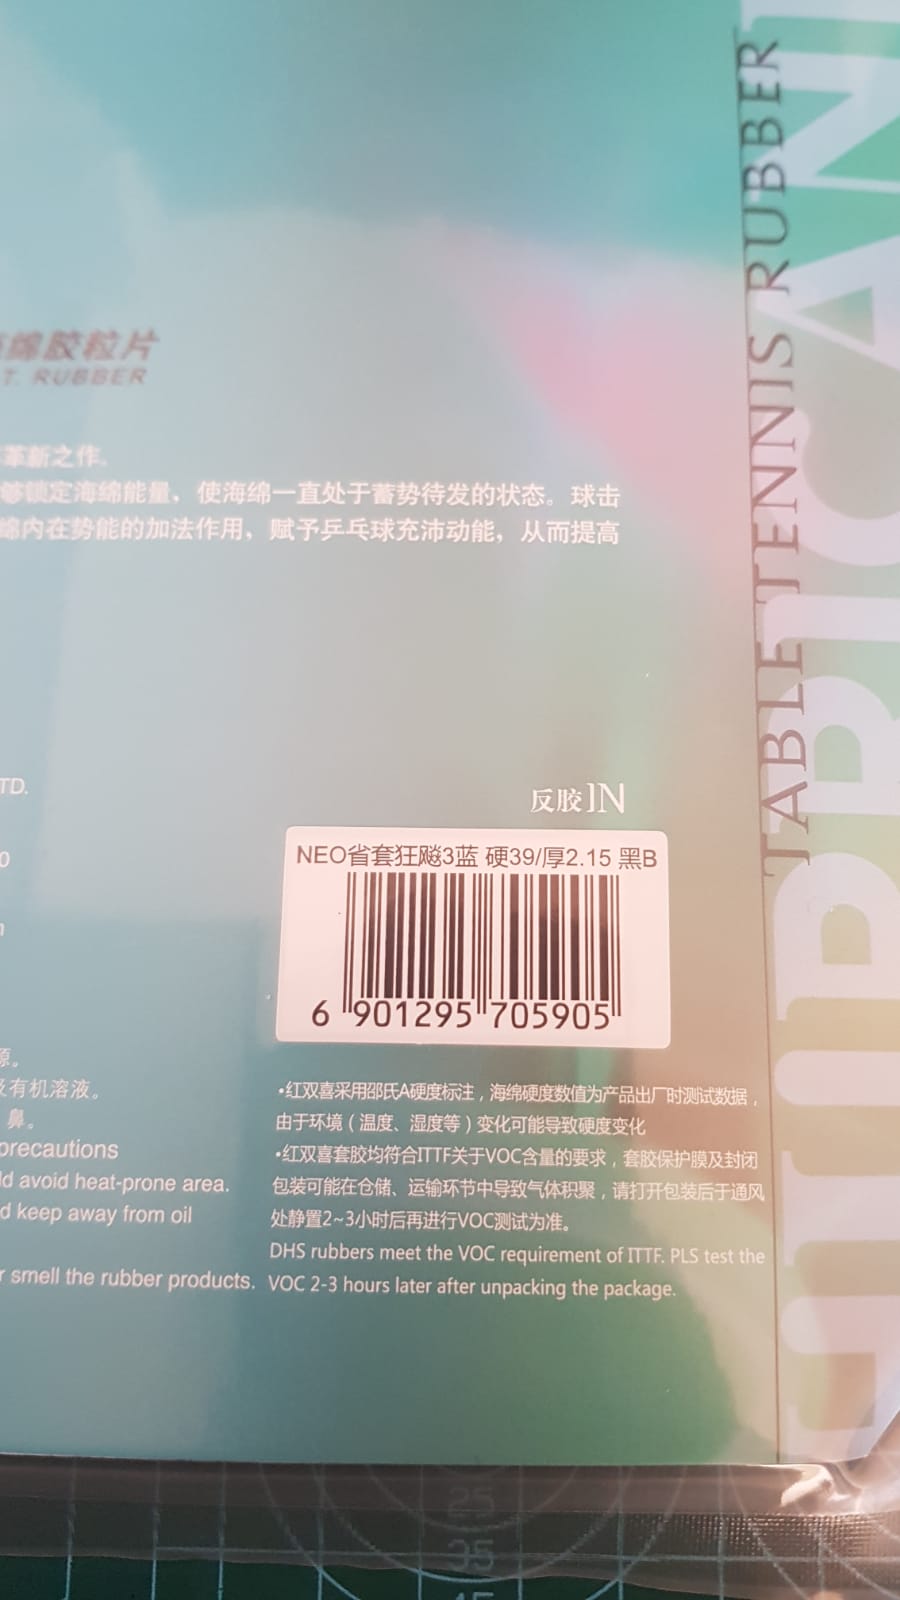 绵胶粒片
T. RUBBER
革新之作。
够锁定海绵能量、使海绵一直处于蓄势待发的状态。球击
绵内在势能的加法作用，赋予乒乓球充沛动能，从而提高
TD.
0
反胶IN
NEO省套狂飚3蓝 硬39/厚2.15 黑B
6 901295 705905
源。
及有机溶液。
鼻。
precautions
ld avoid heat-prone area.
d keep away from oil
r smell the rubber products.
•红双喜采用邵氏A硬度标注，海绵硬度数值为产品出厂时测试数据，
由于环境（温度、湿度等）变化可能导致硬度变化
•红双喜套胶均符合ITTF关于VOC含量的要求，套胶保护膜及封闭
包装可能在仓储、运输环节中导致气体积聚，请打开包装后于通风
处静置2~3小时后再进行VOC测试为准。
DHS rubbers meet the VOC requirement of ITTF. PLS test the
VOC 2-3 hours later after unpacking the package.
TABLE TENNIS RUBBER
25
35